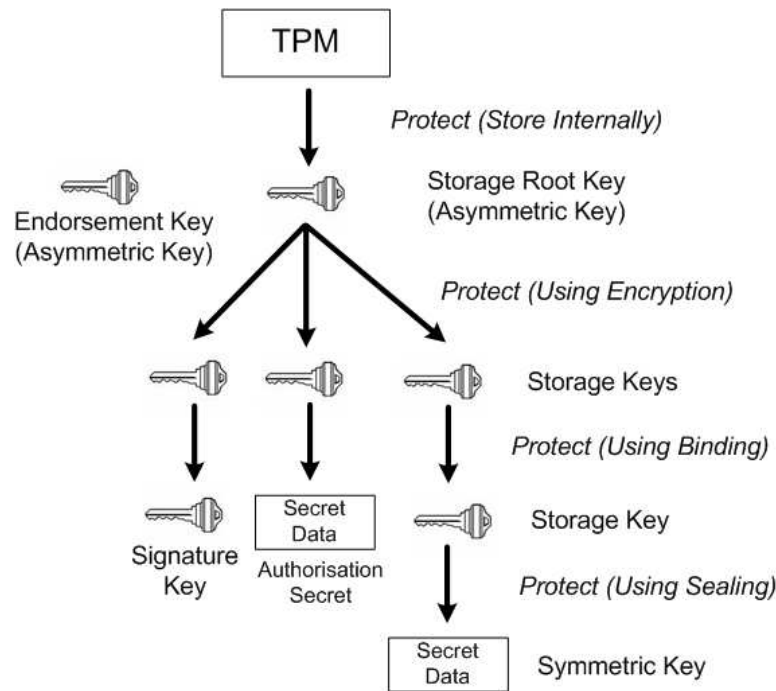 TPM
Protect (Store Internally)
Endorsement Key
(Asymmetric Key)
Storage Root Key
(Asymmetric Key)
Protect (Using Encryption)
Storage Keys
Protect (Using Binding)
Signature
Key
Secret
Data
Authorisation
Secret
Storage Key
Protect (Using Sealing)
Secret
Data
Symmetric Key